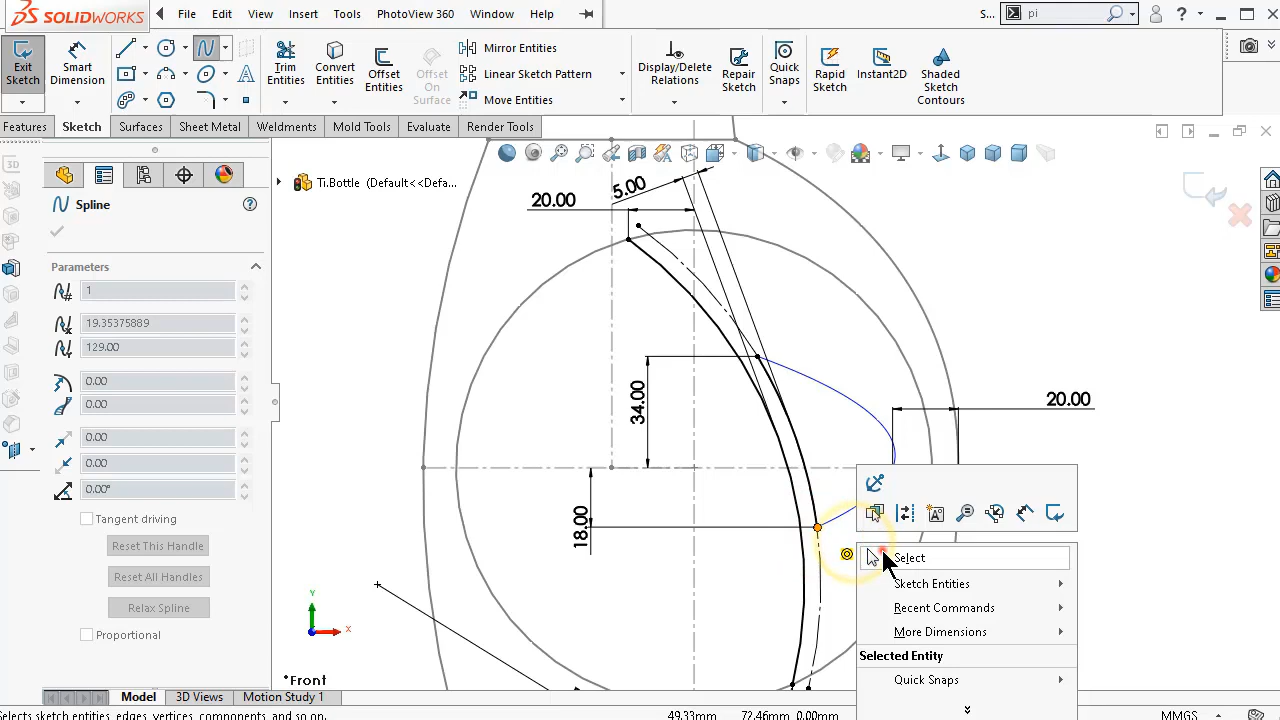 SOLIDWORKS
File Edit View Insert Tools PhotoView 360 Window Help
S...
pi
?
Exit Sketch
Smart Dimension
Trim Entities
Convert Entities
Offset Entities
Offset On Surface
Mirror Entities
Linear Sketch Pattern
Move Entities
Display/Delete Relations
Repair Sketch
Quick Snaps
Rapid Sketch
Instant2D
Shaded Sketch Contours
Features Sketch Surfaces Sheet Metal Weldments Mold Tools Evaluate Render Tools
Ti.Bottle (Default<<Defa...
Spline
Parameters
1
19.35375889
129.00
0.00
0.00
0.00
0.00
0.00°
Tangent driving
Reset This Handle
Reset All Handles
Relax Spline
Proportional
5.00
20.00
34.00
20.00
18.00
Select
Sketch Entities
Recent Commands
More Dimensions
Selected Entity
Quick Snaps
Y
X
*Front
Model 3D Views Motion Study 1
Selects sketch entities, edges, vertices, components, and so on.
49.33mm 72.46mm 0.00mm
MMGS